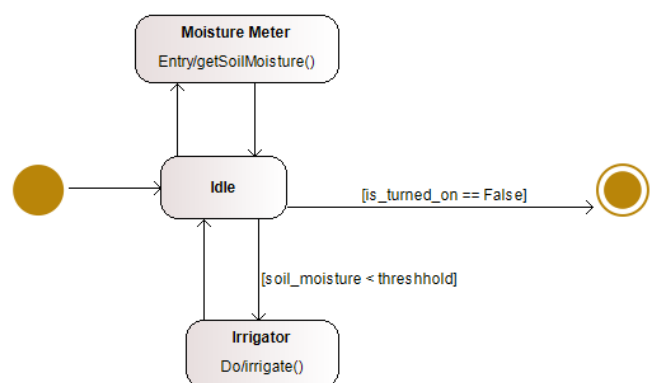 Moisture Meter
Entry/getSoilMoisture()
Idle
[is_turned_on == False]
[soil_moisture < threshhold]
Irrigator
Do/irrigate()